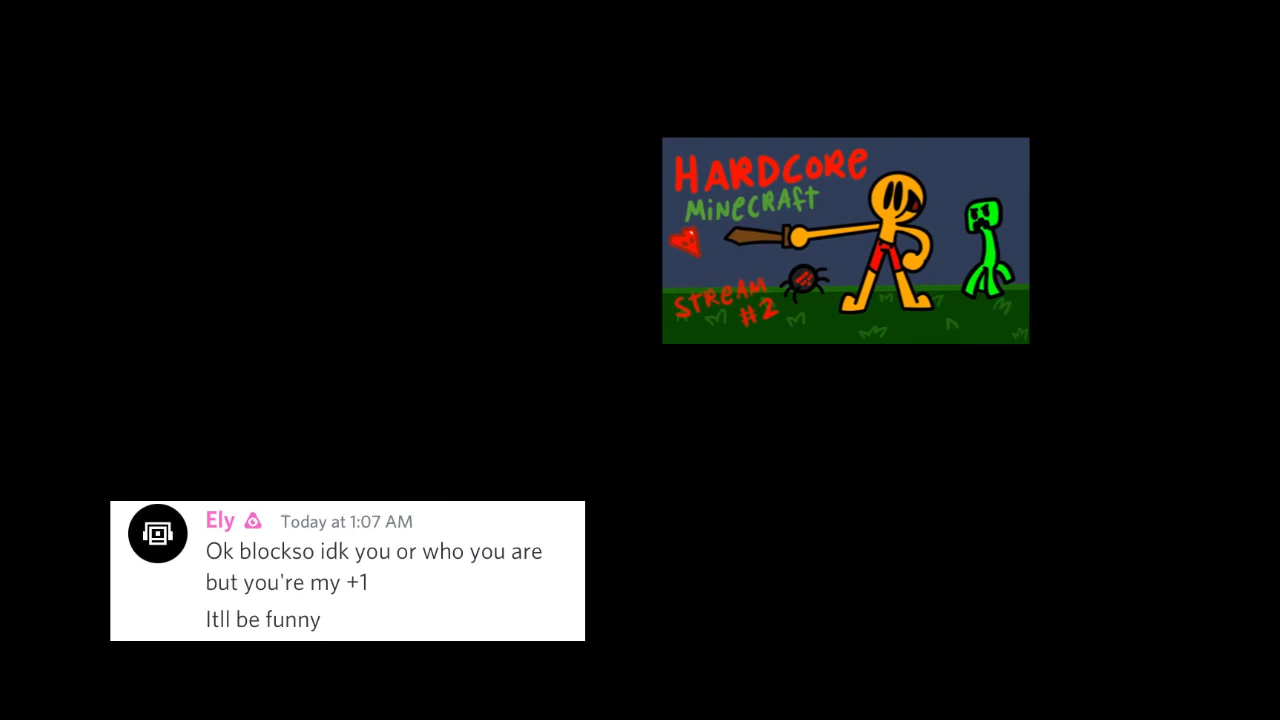 HARDCORE
MINECRAFT
STREAM
#2
Ely Today at 1:07 AM
Ok blockso idk you or who you are
but you're my +1
Itll be funny